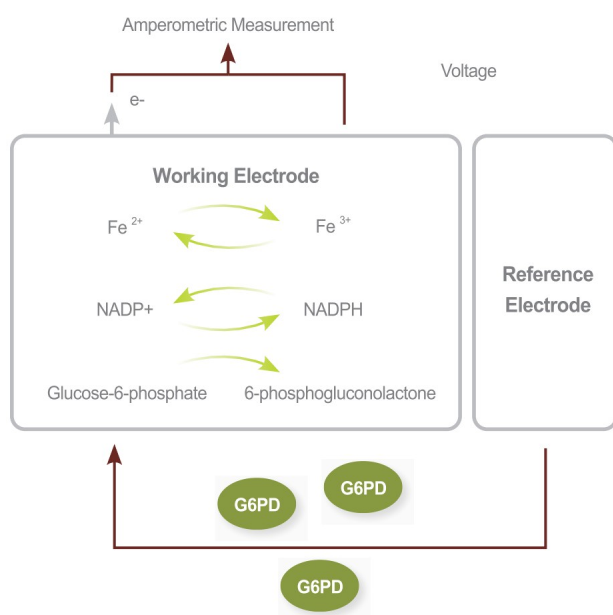 Amperometric Measurement
Voltage
e-
Working Electrode
Fe 2+
Fe 3+
Reference
Electrode
NADP+
NADPH
Glucose-6-phosphate
6-phosphogluconolactone
G6PD
G6PD
G6PD